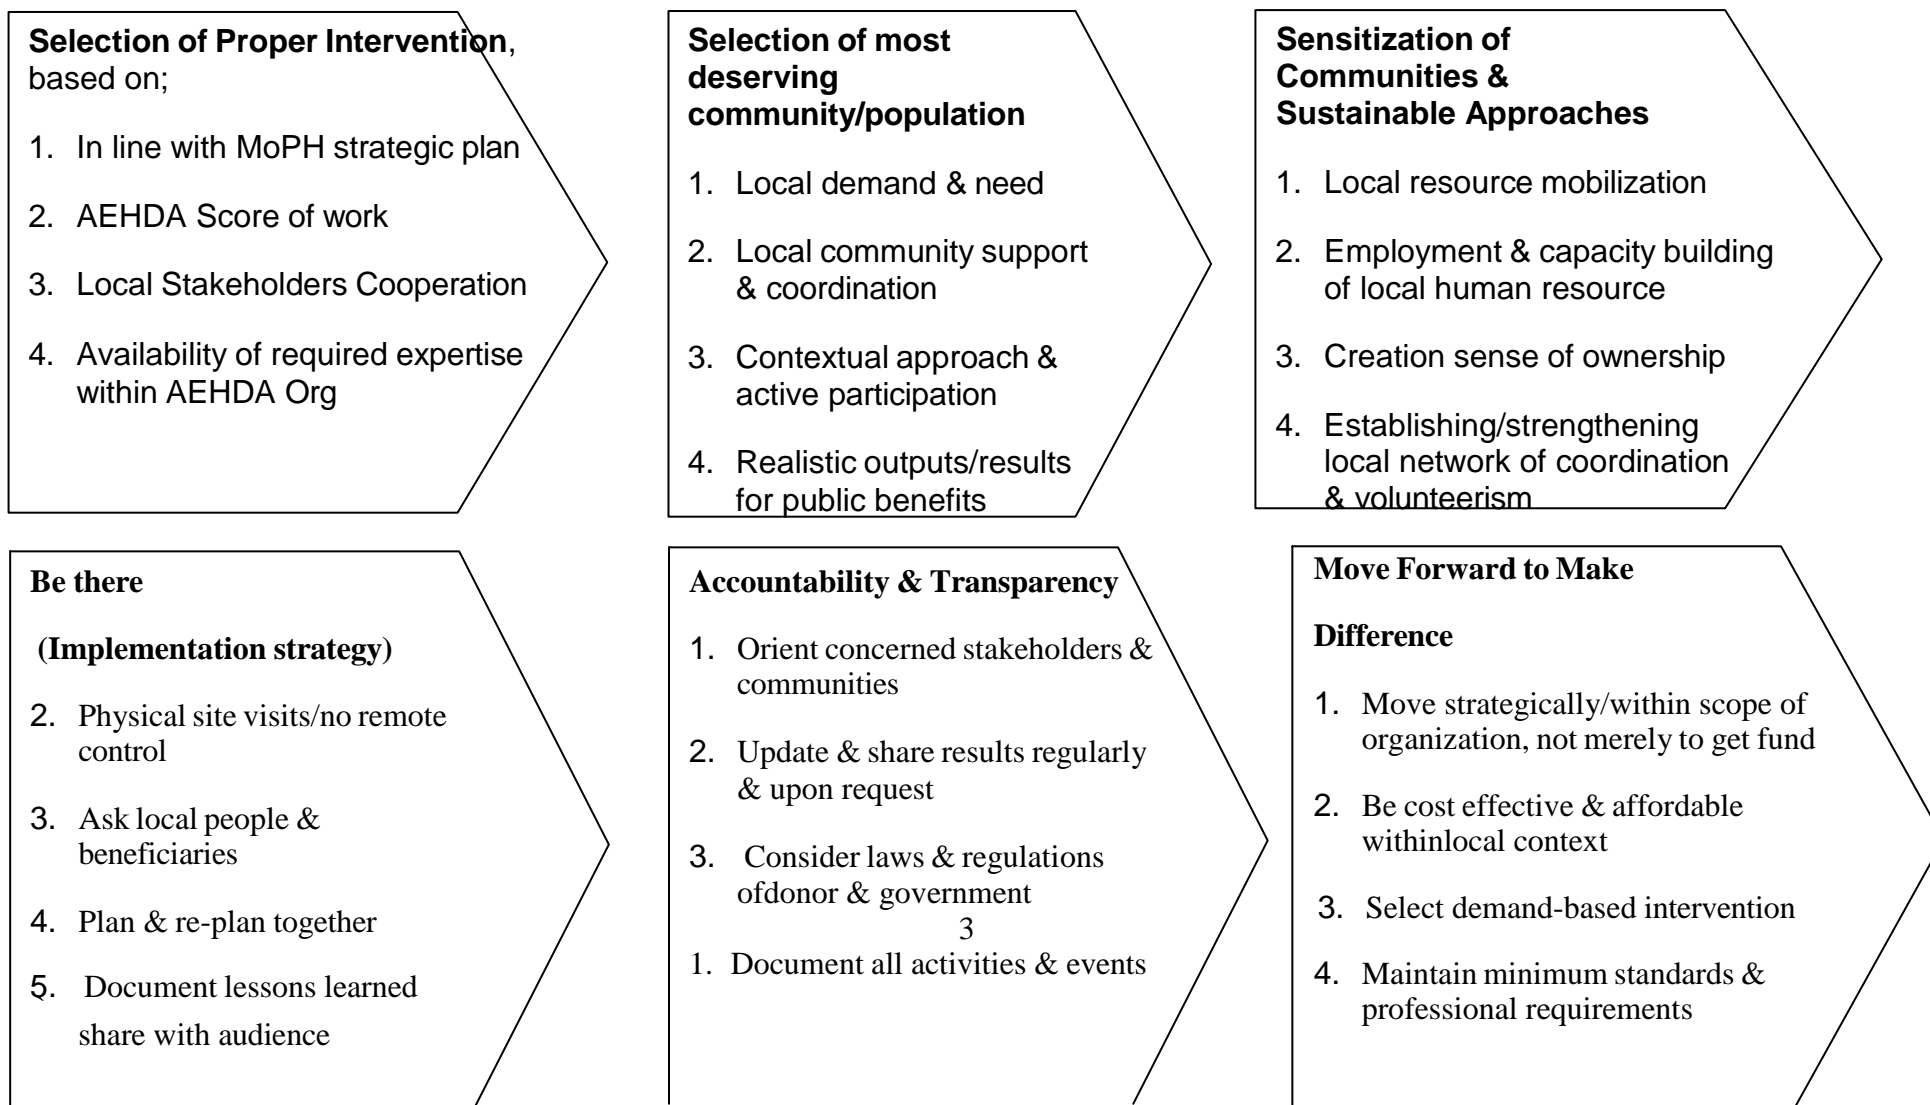 Selection of Proper Intervention,
based on;
1. In line with MoPH strategic plan
2. AEHDA Score of work
3. Local Stakeholders Cooperation
4. Availability of required expertise
within AEHDA Org
Selection of most
deserving
community/population
1. Local demand & need
2. Local community support
& coordination
3. Contextual approach &
active participation
4. Realistic outputs/results
for public benefits
Sensitization of
Communities &
Sustainable Approaches
1. Local resource mobilization
2. Employment & capacity building
of local human resource
3. Creation sense of ownership
4. Establishing/strengthening
local network of coordination
& volunteerism
Be there
(Implementation strategy)
2. Physical site visits/no remote
control
3. Ask local people &
beneficiaries
4. Plan & re-plan together
5. Document lessons learned
share with audience
Accountability & Transparency
1. Orient concerned stakeholders &
communities
2. Update & share results regularly
& upon request
3. Consider laws & regulations
ofdonor & government
3
1. Document all activities & events
Move Forward to Make
Difference
1. Move strategically/within scope of
organization, not merely to get fund
2. Be cost effective & affordable
withinlocal context
3. Select demand-based intervention
4. Maintain minimum standards &
professional requirements